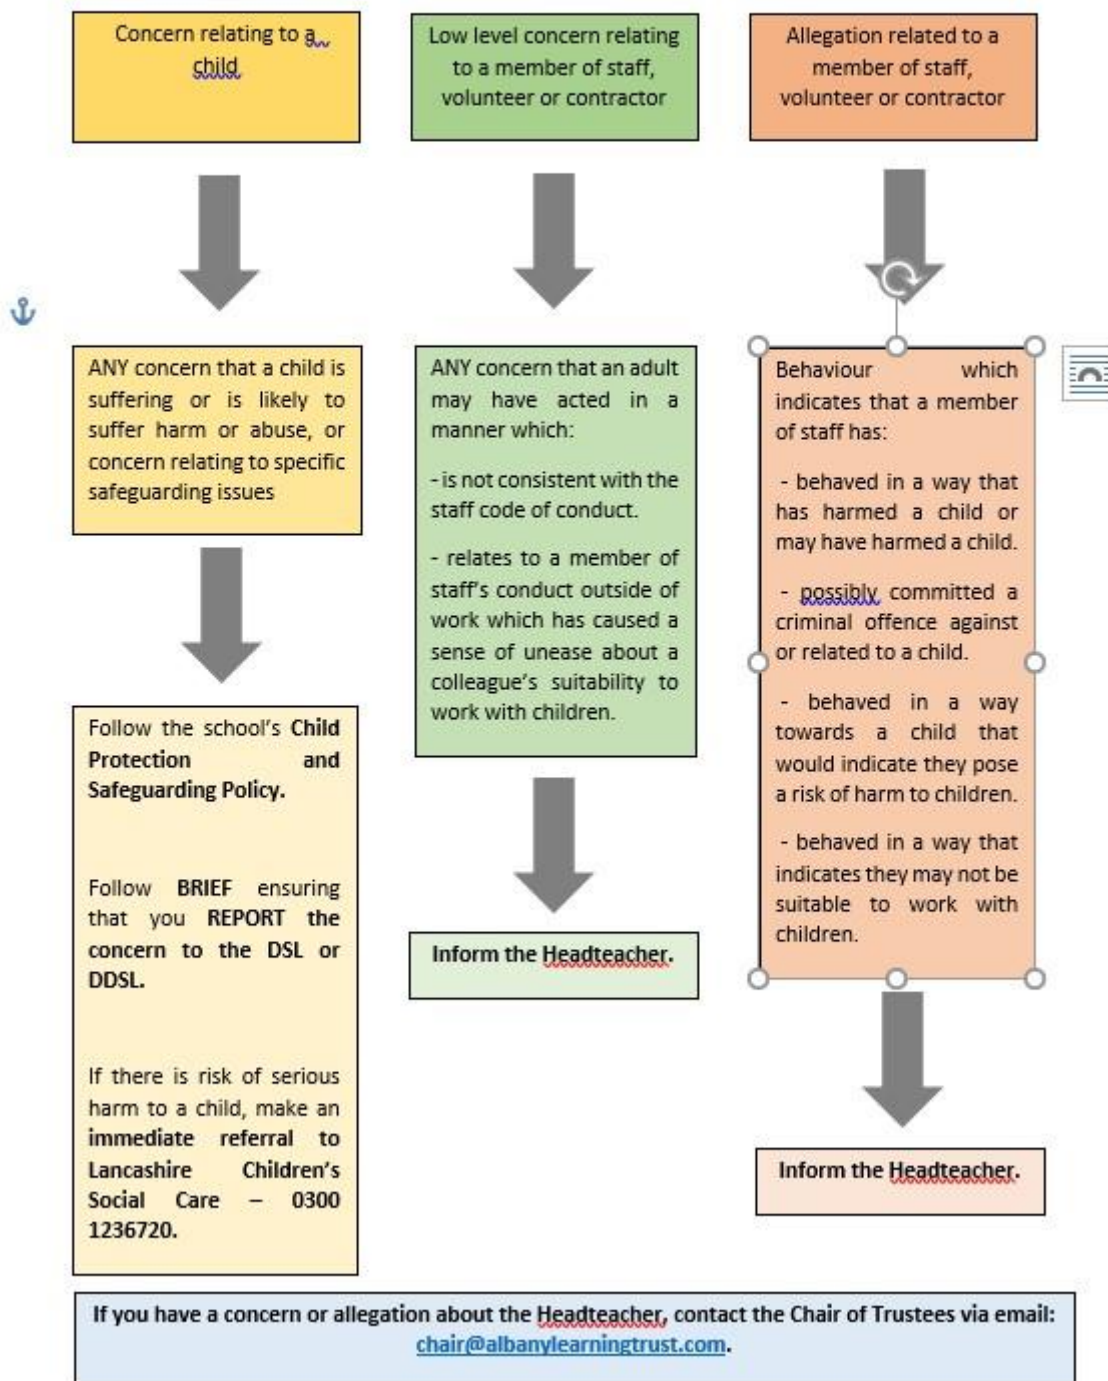 Concern relating to a
child
Low level concern relating
to a member of staff,
volunteer or contractor
Allegation related to a
member of staff,
volunteer or contractor
ANY concern that a child is
suffering or is likely to
suffer harm or abuse, or
concern relating to specific
safeguarding issues
Follow the school's Child
Protection and
Safeguarding Policy.
Follow BRIEF ensuring
that you REPORT the
concern to the DSL or
DDSL.
If there is risk of serious
harm to a child, make an
immediate referral to
Lancashire Children's
Social Care – 0300
1236720.
ANY concern that an adult
may have acted in a
manner which:
- is not consistent with the
staff code of conduct.
- relates to a member of
staff's conduct outside of
work which has caused a
sense of unease about a
colleague's suitability to
work with children.
Inform the Headteacher.
Behaviour which
indicates that a member
of staff has:
- behaved in a way that
has harmed a child or
may have harmed a child.
- possibly committed a
criminal offence against
or related to a child.
- behaved in a way
towards a child that
would indicate they pose
a risk of harm to children.
- behaved in a way that
indicates they may not be
suitable to work with
children.
Inform the Headteacher.
If you have a concern or allegation about the Headteacher, contact the Chair of Trustees via email:
chair@albanylearningtrust.com.